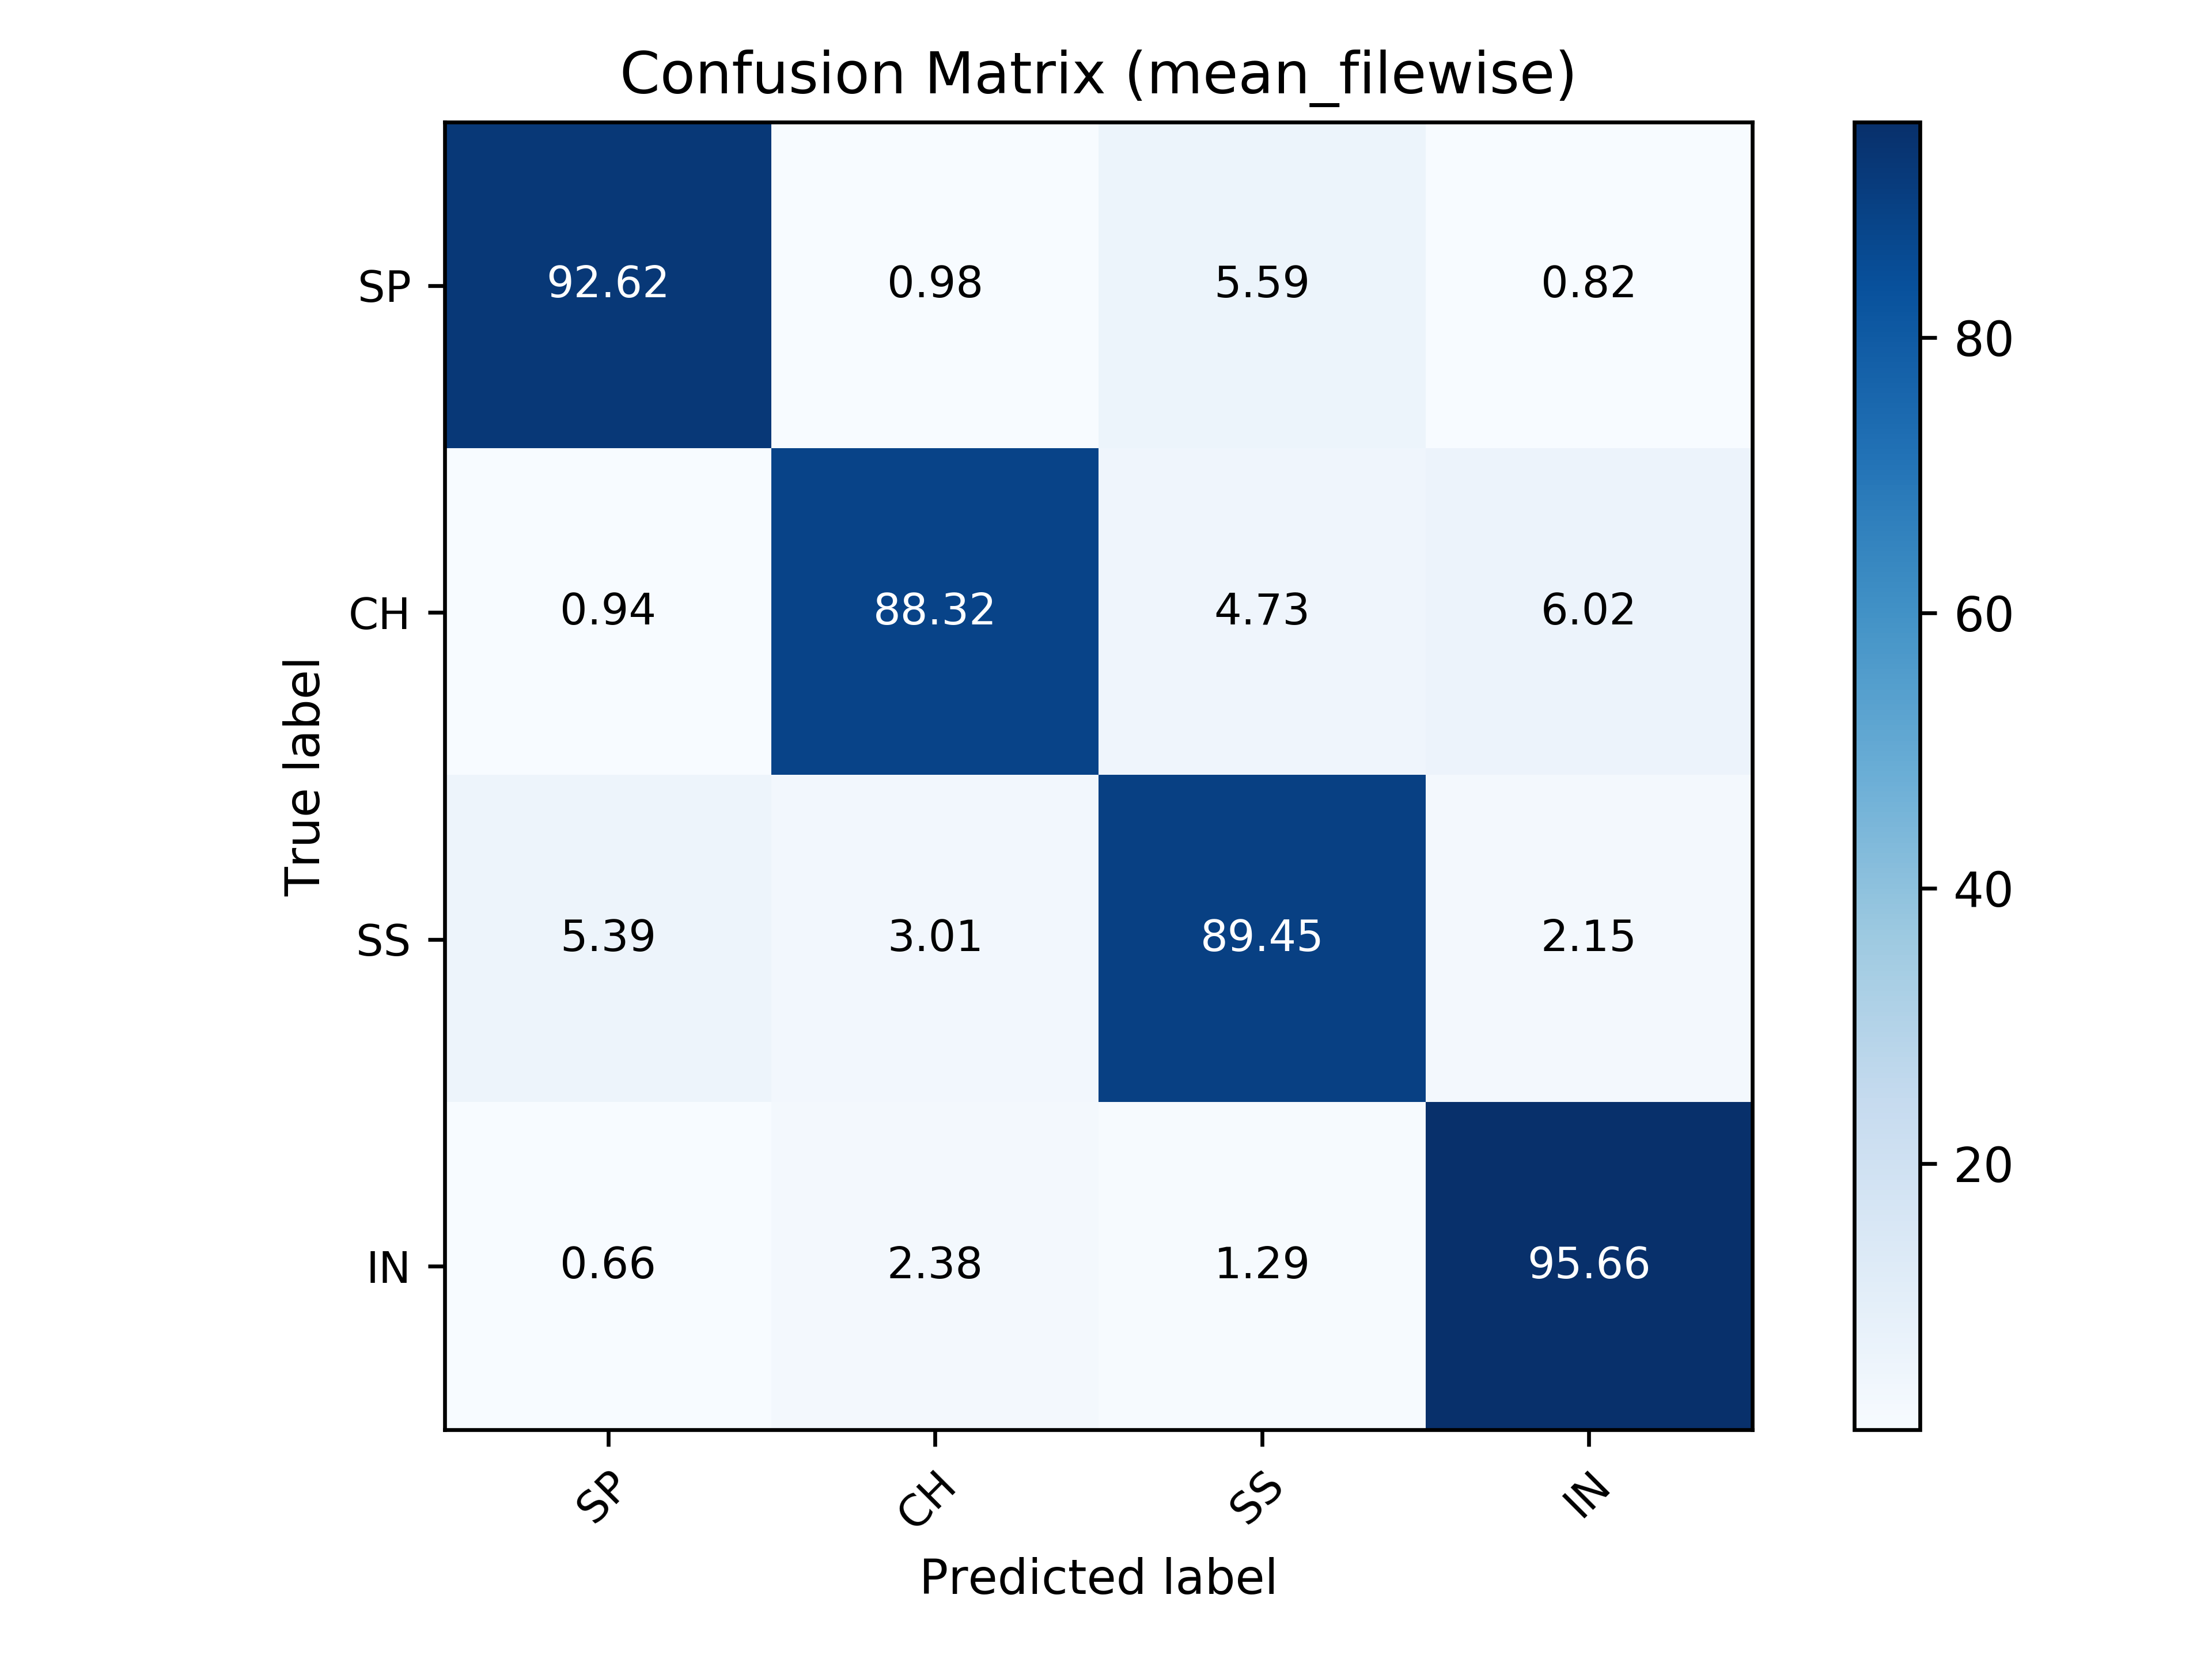 Confusion Matrix (mean_filewise)
SP 92.62 0.98 5.59 0.82
CH 0.94 88.32 4.73 6.02
SS 5.39 3.01 89.45 2.15
IN 0.66 2.38 1.29 95.66
True label
SP CH SS IN
Predicted label
80
60
40
20